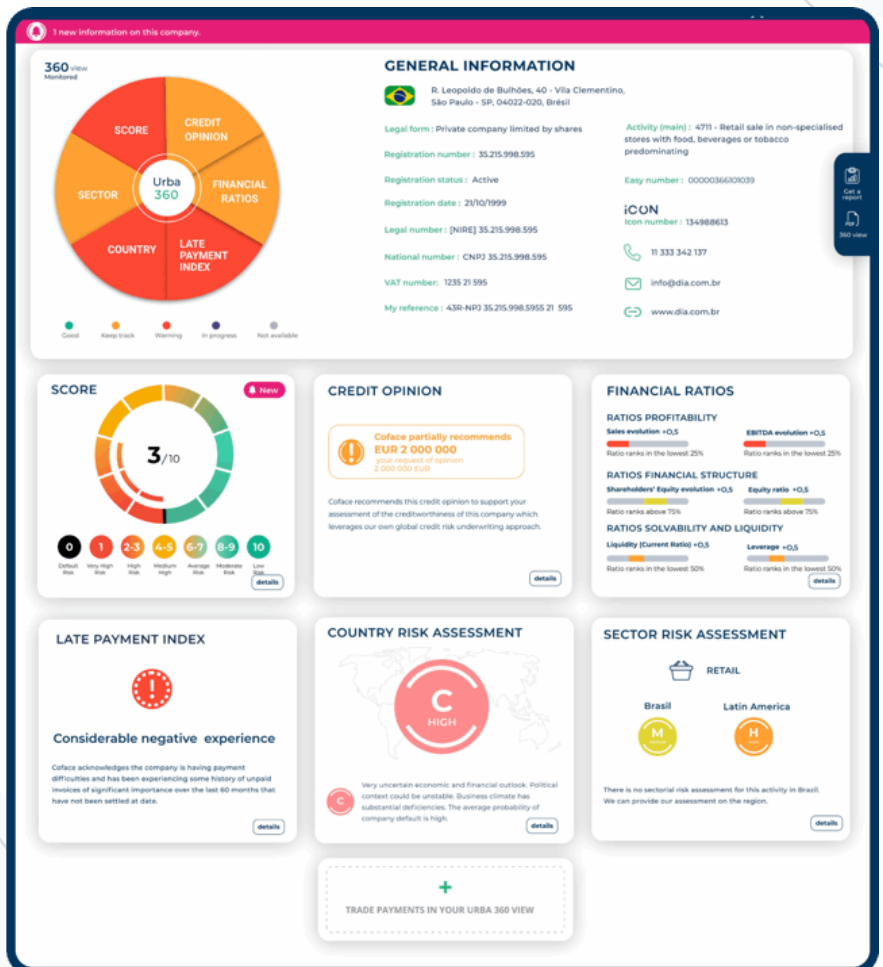 1 new information on this company.
360 view
Monitored
SCORE
CREDIT
OPINION
SECTOR
Urba
360
FINANCIAL
RATIOS
COUNTRY
LATE
PAYMENT
INDEX
Good
Keep track
Warning
In progress
Not available
GENERAL INFORMATION
R. Leopoldo de Bulhões, 40 - Vila Clementino,
São Paulo - SP, 04022-020, Brésil
Legal form : Private company limited by shares
Registration number : 35.215.998.595
Registration status : Active
Registration date : 21/10/1999
Legal number : [NIRE] 35.215.998.595
National number : CNPJ 35.215.998.595
VAT number: 1235 21 595
My reference : 43R-NPJ 35.215.998.5955 21 595
Activity (main) : 4711 - Retail sale in non-specialised
stores with food, beverages or tobacco
predominating
Easy number : 00000366101039
iCON
Icon number : 134988613
11 333 342 137
info@dia.com.br
www.dia.com.br
Get a
report
PDF
360 view
SCORE
New
3/10
0
1
2-3
4-5
6-7
8-9
10
Default
Risk
Very High
Risk
High
Risk
Medium
High
Average
Risk
Moderate
Risk
Low
Risk
details
CREDIT OPINION
Coface partially recommends
EUR 2 000 000
your request of opinion
2 000 000 EUR
Coface recommends this credit opinion to support your
assessment of the creditworthiness of this company which
leverages our own global credit risk underwriting approach.
details
FINANCIAL RATIOS
RATIOS PROFITABILITY
Sales evolution +O,5
EBITDA evolution +O,5
Ratio ranks in the lowest 25%
Ratio ranks in the lowest 25%
RATIOS FINANCIAL STRUCTURE
Shareholders' Equity evolution +O,5
Equity ratio +O,5
Ratio ranks above 75%
Ratio ranks above 75%
RATIOS SOLVABILITY AND LIQUIDITY
Liquidity (Current Ratio) +O,5
Leverage +O,5
Ratio ranks in the lowest 50%
Ratio ranks in the lowest 50%
details
LATE PAYMENT INDEX
!
Considerable negative experience
Coface acknowledges the company is having payment
difficulties and has been experiencing some history of unpaid
invoices of significant importance over the last 60 months that
have not been settled at date.
details
COUNTRY RISK ASSESSMENT
C
HIGH
C
Very uncertain economic and financial outlook. Political
context could be unstable. Business climate has
substantial deficiencies. The average probability of
company default is high.
details
SECTOR RISK ASSESSMENT
RETAIL
Brasil
Latin America
M
H
There is no sectorial risk assessment for this activity in Brazil.
We can provide our assessment on the region.
details
+
TRADE PAYMENTS IN YOUR URBA 360 VIEW